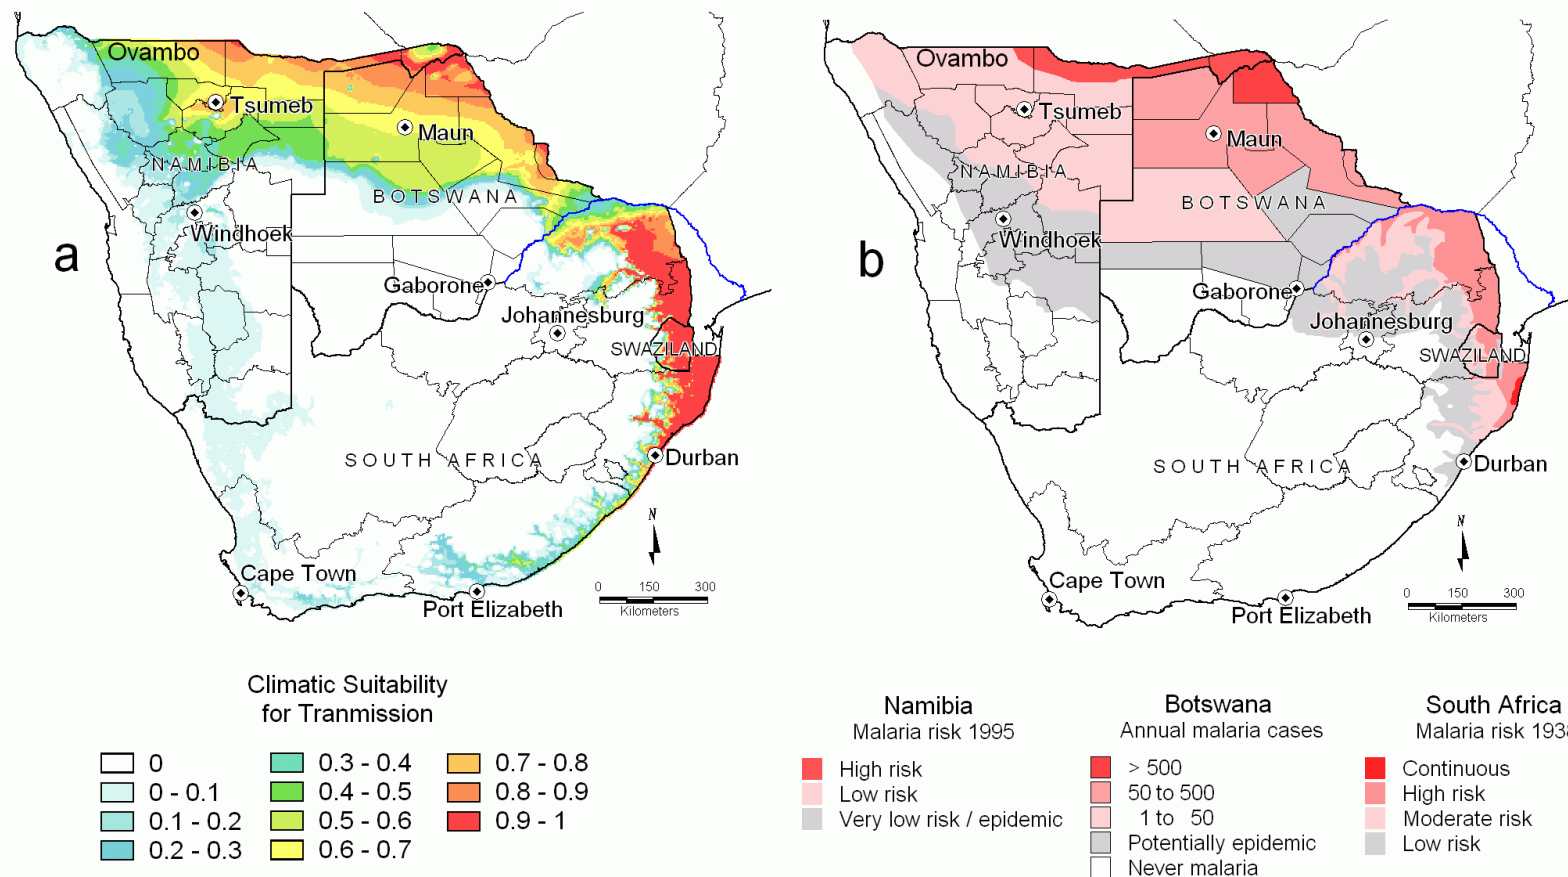 Ovambo
Tsumeb
Maun
NAMIBIA
BOTSWANA
Windhoek
a
Gaborone
Johannesburg
SWAZILAND
SOUTH AFRICA
Durban
N
Cape Town
Port Elizabeth
0 150 300
Kilometers
Climatic Suitability
for Tranmission
0
0 - 0.1
0.1 - 0.2
0.2 - 0.3
0.3 - 0.4
0.4 - 0.5
0.5 - 0.6
0.6 - 0.7
0.7 - 0.8
0.8 - 0.9
0.9 - 1
Ovambo
Tsumeb
Maun
NAMIBIA
BOTSWANA
Windhoek
b
Gaborone
Johannesburg
SWAZILAND
SOUTH AFRICA
Durban
N
Cape Town
Port Elizabeth
0 150 300
Kilometers
Namibia
Malaria risk 1995
High risk
Low risk
Very low risk / epidemic
Botswana
Annual malaria cases
> 500
50 to 500
1 to 50
Potentially epidemic
Never malaria
South Africa
Malaria risk
Continuous
High risk
Moderate risk
Low risk